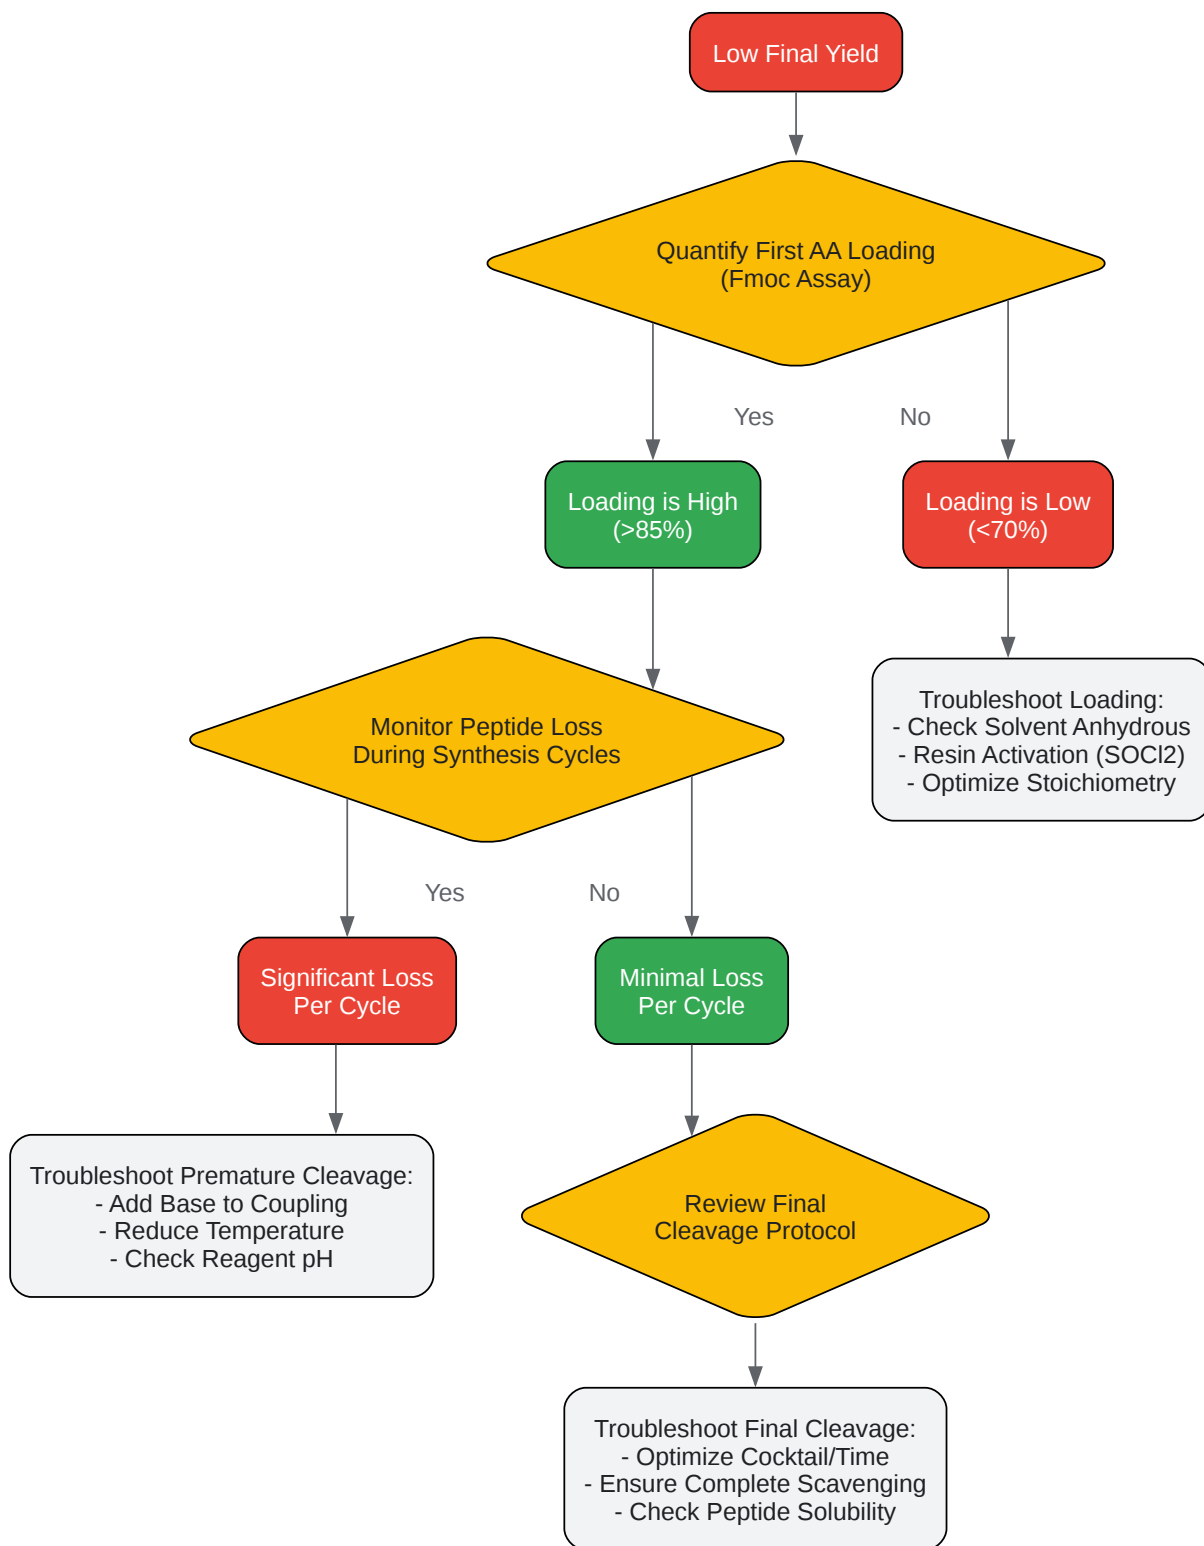 Low Final Yield
Quantify First AA Loading
(Fmoc Assay)
Yes
No
Loading is High
(>85%)
Loading is Low
(<70%)
Troubleshoot Loading:
- Check Solvent Anhydrous
- Resin Activation (SOCl2)
- Optimize Stoichiometry
Monitor Peptide Loss
During Synthesis Cycles
Yes
No
Significant Loss
Per Cycle
Minimal Loss
Per Cycle
Troubleshoot Premature Cleavage:
- Add Base to Coupling
- Reduce Temperature
- Check Reagent pH
Review Final
Cleavage Protocol
Troubleshoot Final Cleavage:
- Optimize Cocktail/Time
- Ensure Complete Scavenging
- Check Peptide Solubility